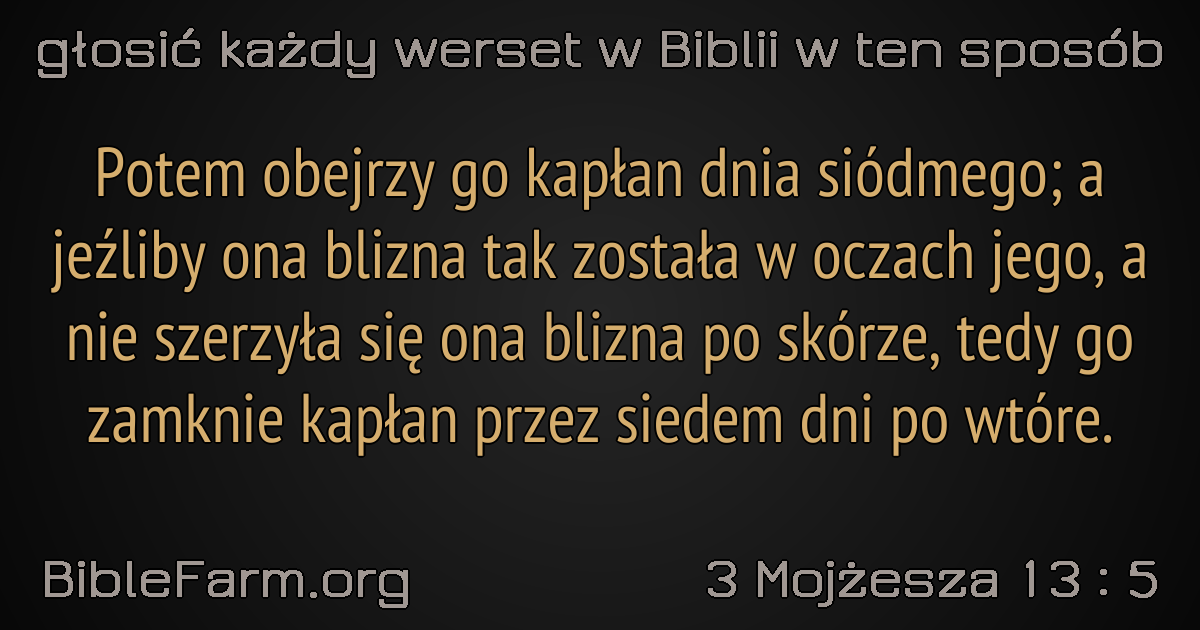 głosić każdy werset w Biblii w ten sposób
Potem obejrzy go kapłan dnia siódmego; a
jeźliby ona blizna tak została w oczach jego, a
nie szerzyła się ona blizna po skórze, tedy go
zamknie kapłan przez siedem dni po wtóre.
BibleFarm.org
3 Mojżesza 13 : 5